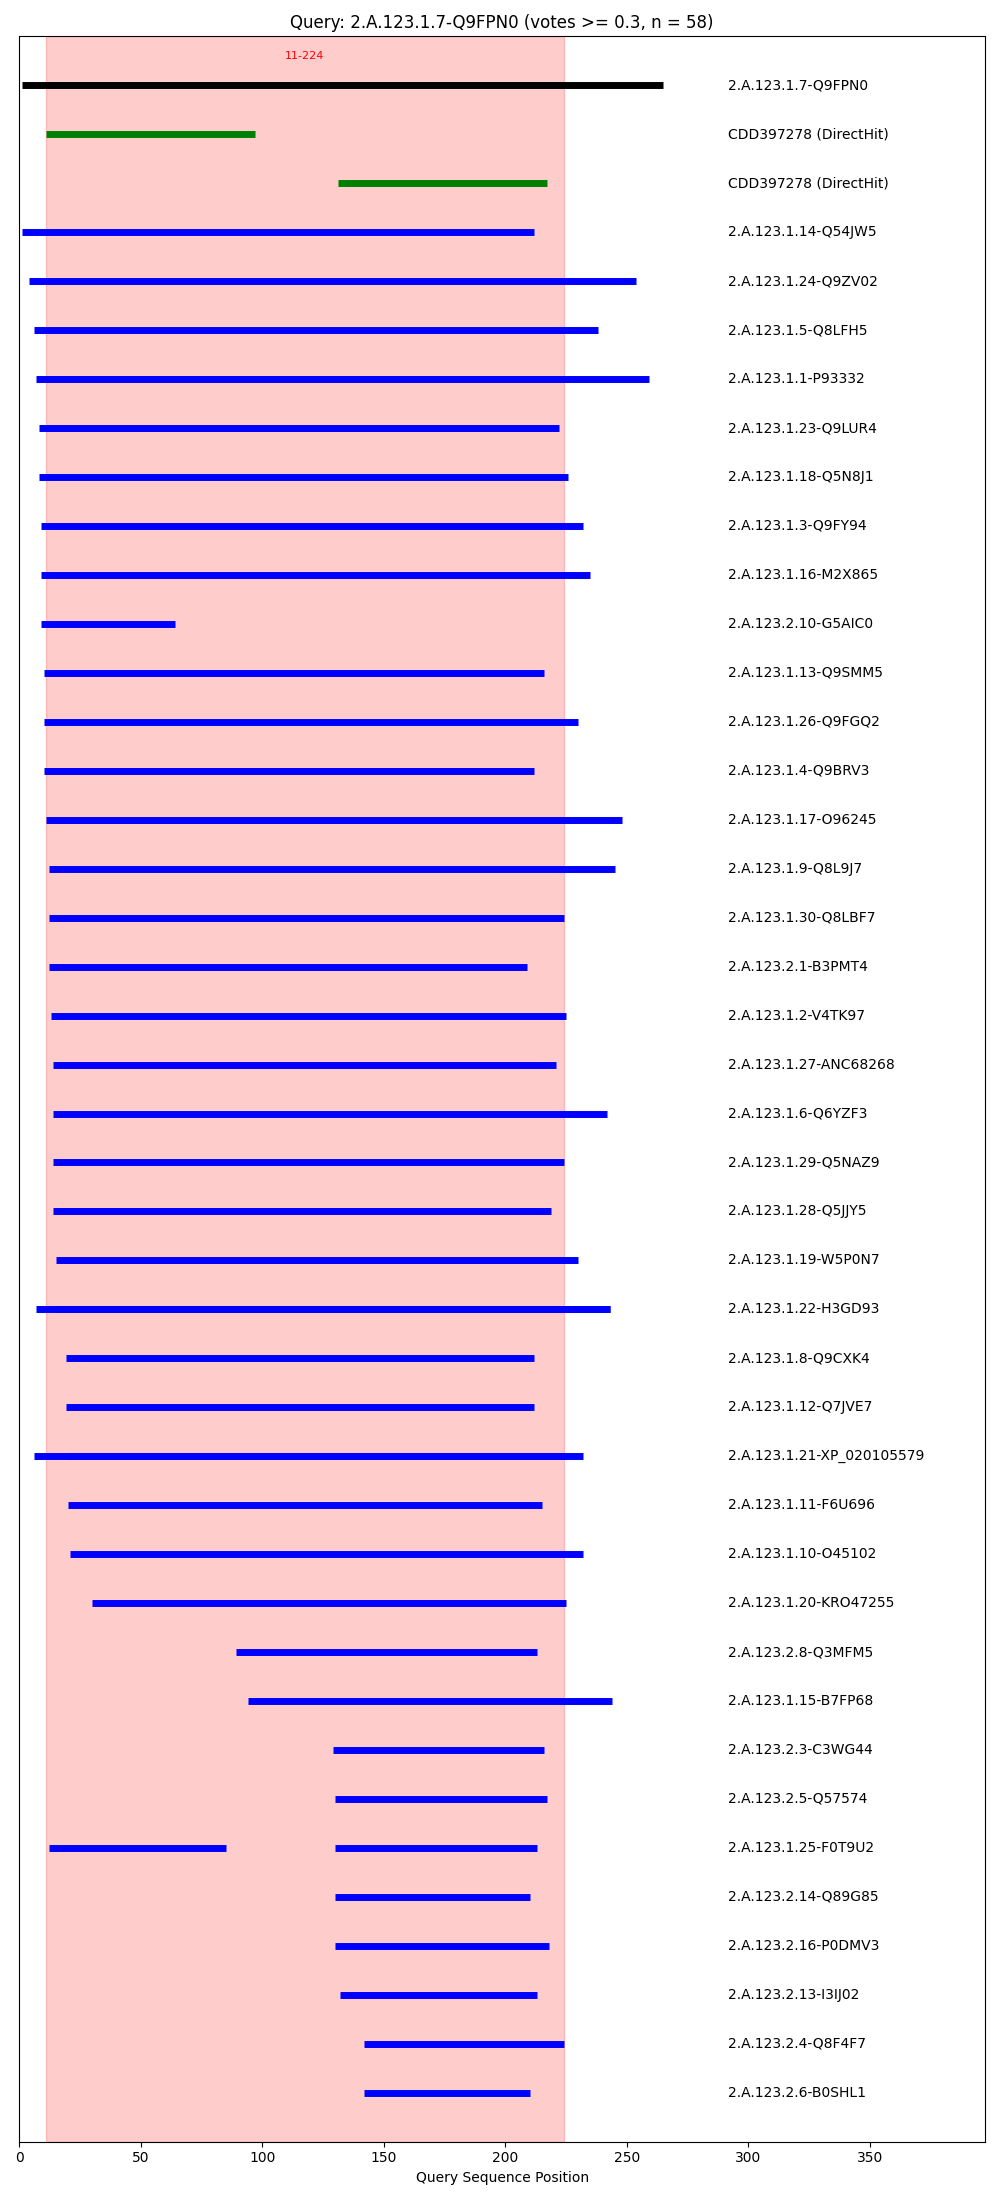 Query: 2.A.123.1.7-Q9FPN0 (votes >= 0.3, n = 58)
11-224
2.A.123.1.7-Q9FPN0
CDD397278 (DirectHit)
CDD397278 (DirectHit)
2.A.123.1.14-Q54JW5
2.A.123.1.24-Q9ZV02
2.A.123.1.5-Q8LFH5
2.A.123.1.1-P93332
2.A.123.1.23-Q9LUR4
2.A.123.1.18-Q5N8J1
2.A.123.1.3-Q9FY94
2.A.123.1.16-M2X865
2.A.123.2.10-G5AIC0
2.A.123.1.13-Q9SMM5
2.A.123.1.26-Q9FGQ2
2.A.123.1.4-Q9BRV3
2.A.123.1.17-O96245
2.A.123.1.9-Q8L9J7
2.A.123.1.30-Q8LBF7
2.A.123.2.1-B3PMT4
2.A.123.1.2-V4TK97
2.A.123.1.27-ANC68268
2.A.123.1.6-Q6YZF3
2.A.123.1.29-Q5NAZ9
2.A.123.1.28-Q5JJY5
2.A.123.1.19-W5P0N7
2.A.123.1.22-H3GD93
2.A.123.1.8-Q9CXK4
2.A.123.1.12-Q7JVE7
2.A.123.1.21-XP_020105579
2.A.123.1.11-F6U696
2.A.123.1.10-O45102
2.A.123.1.20-KRO47255
2.A.123.2.8-Q3MFM5
2.A.123.1.15-B7FP68
2.A.123.2.3-C3WG44
2.A.123.2.5-Q57574
2.A.123.1.25-F0T9U2
2.A.123.2.14-Q89G85
2.A.123.2.16-P0DMV3
2.A.123.2.13-I3IJ02
2.A.123.2.4-Q8F4F7
2.A.123.2.6-B0SHL1
0 50 100 150 200 250 300 350
Query Sequence Position